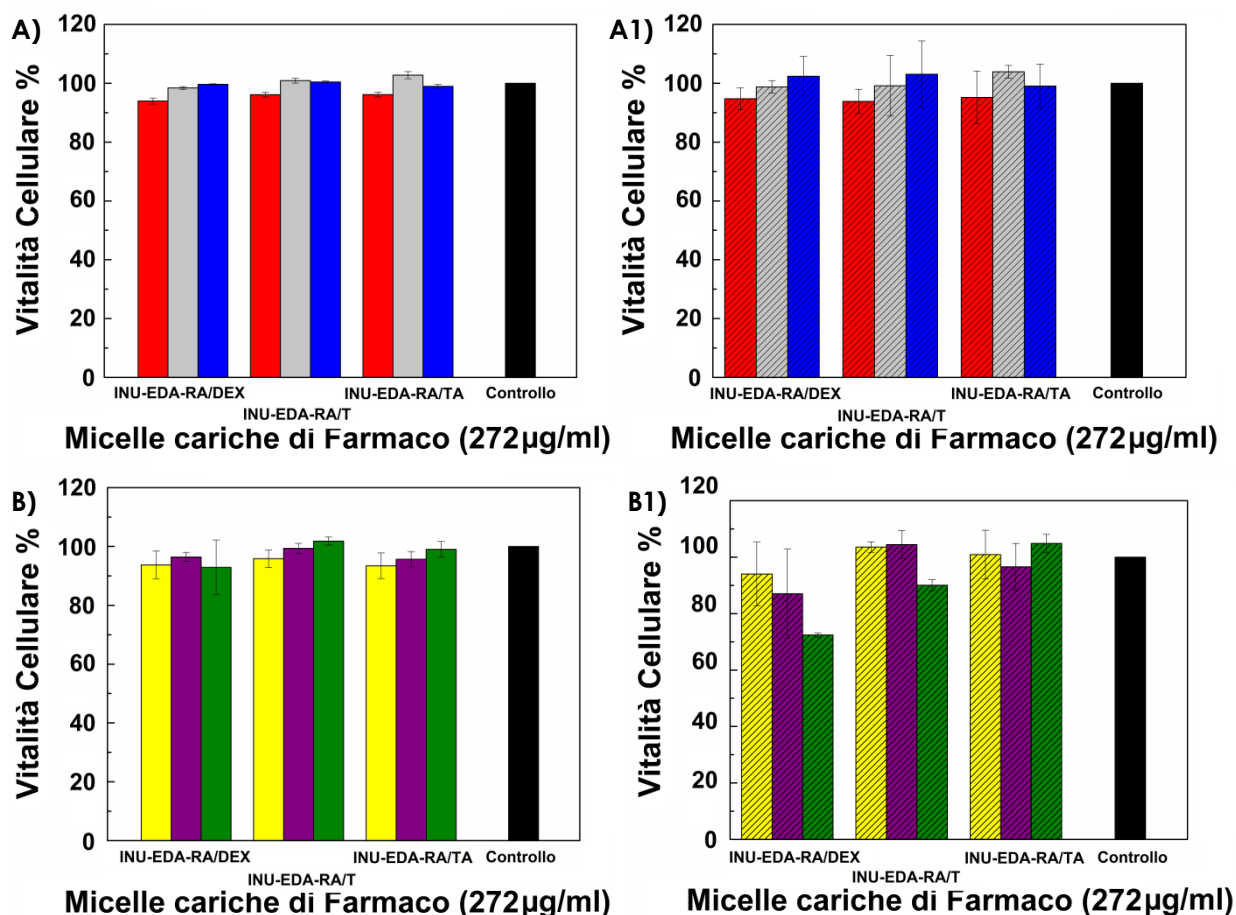 A)
Vitalità Cellulare %
120
100
80
60
40
20
0
INU-EDA-RA/DEX
INU-EDA-RA/T
INU-EDA-RA/TA
Controllo
Micelle cariche di Farmaco (272µg/ml)
A1)
Vitalità Cellulare %
120
100
80
60
40
20
0
INU-EDA-RA/DEX
INU-EDA-RA/T
INU-EDA-RA/TA
Controllo
Micelle cariche di Farmaco (272µg/ml)
B)
Vitalità Cellulare %
120
100
80
60
40
20
0
INU-EDA-RA/DEX
INU-EDA-RA/T
INU-EDA-RA/TA
Controllo
Micelle cariche di Farmaco (272µg/ml)
B1)
Vitalità Cellulare %
120
100
80
60
40
20
0
INU-EDA-RA/DEX
INU-EDA-RA/T
INU-EDA-RA/TA
Controllo
Micelle cariche di Farmaco (272µg/ml)